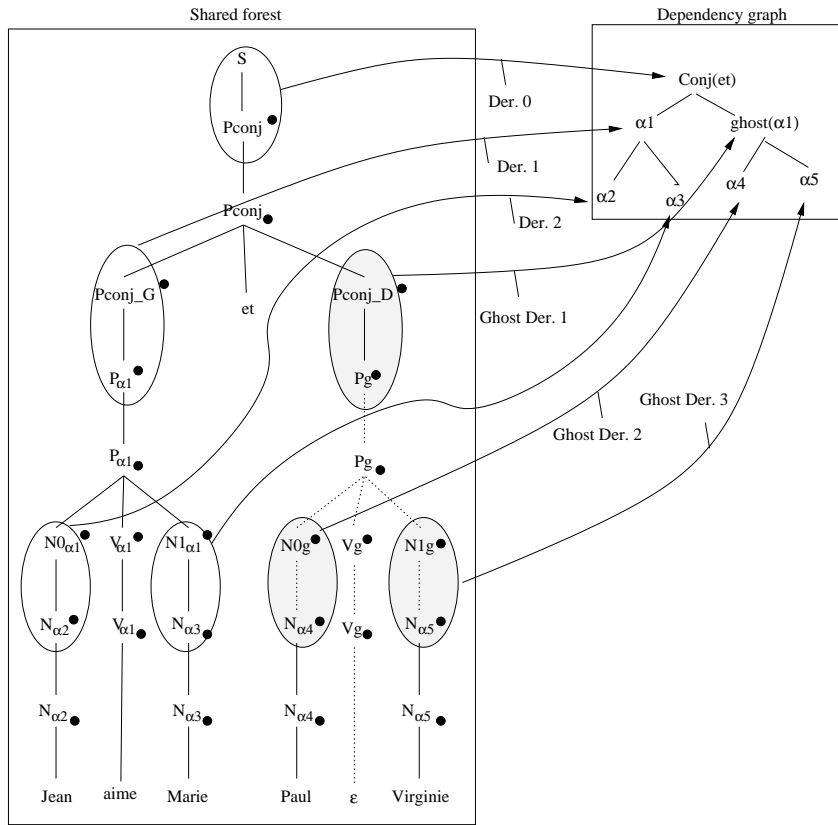 Shared forest
Dependency graph
S
Pconj
Der. 0
Conj(et)
α1
ghost(α1)
Der. 1
α2
α3
α4
α5
Pconj
Der. 2
Pconj_G
et
Pconj_D
Ghost Der. 1
Pα1
Pg
Ghost Der. 3
Ghost Der. 2
Pα1
Pg
N0α1
Vα1
N1α1
N0g
Vg
N1g
Nα2
Vα1
Nα3
Nα4
Vg
Nα5
Nα2
Nα3
Nα4
Nα5
Jean
aime
Marie
Paul
ε
Virginie